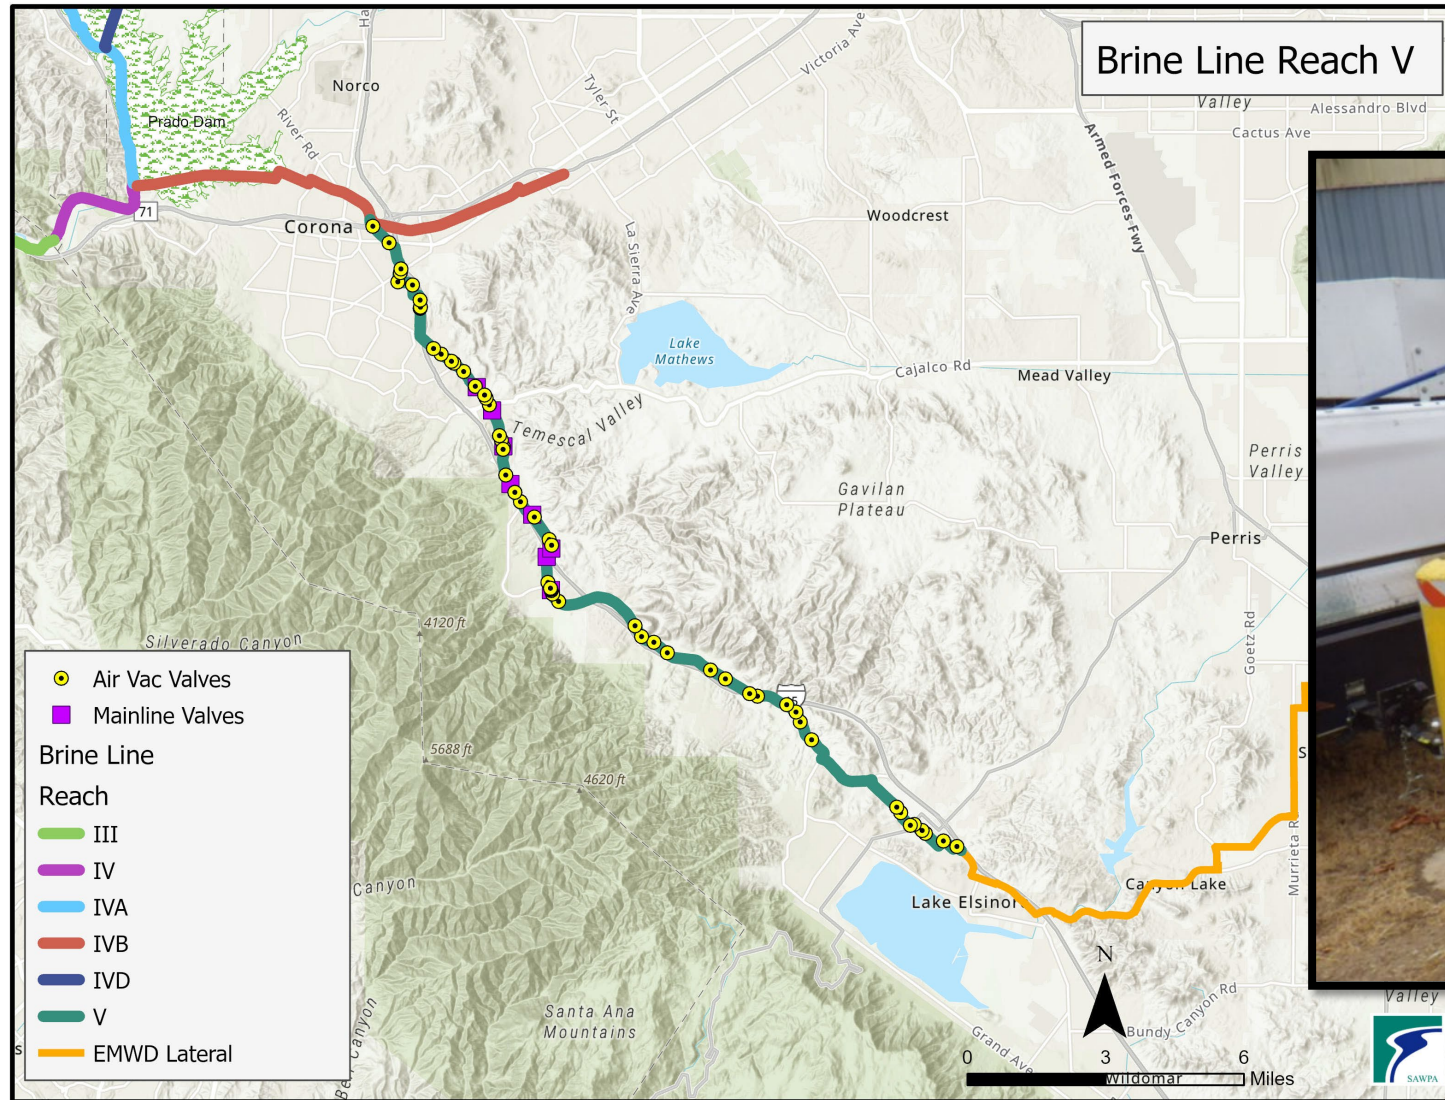 Brine Line Reach V
Norco
Victoria Ave
Tyler St
River Rd
Prado Dam
Valley
Alessandro Blvd
Cactus Ave
Armed Forces Fwy
71
Corona
La Sierra Ave
Woodcrest
Lake
Mathews
Cajalco Rd
Mead Valley
Temescal Valley
Perris
Valley
Gavilan
Plateau
Perris
Goetz Rd
4120 ft
Silverado Canyon
5688 ft
4620 ft
Air Vac Valves
Mainline Valves
Brine Line
Reach
III
IV
IVA
IVB
IVD
V
EMWD Lateral
Canyon
Canyon
Santa Ana
Mountains
Lake Elsinor
Canyon Lake
Murrieta R
N
Bundy Canyon Rd
Grand Ave
Valley
0 3 6
Wildomar
Miles
SAWPA